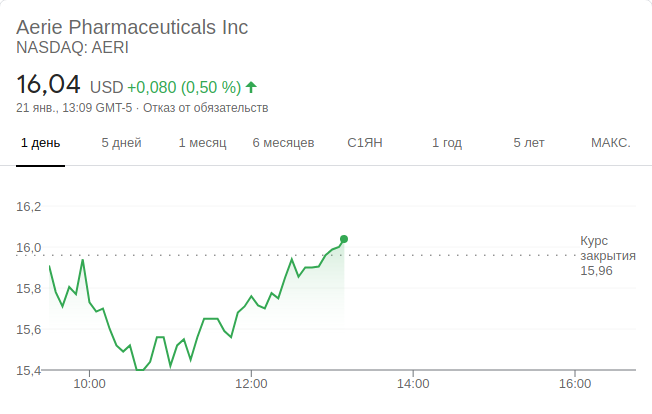 Aerie Pharmaceuticals Inc
NASDAQ: AERI
16,04 USD +0,080 (0,50 %)
21 янв., 13:09 GMT-5 · Отказ от обязательств
1 день 5 дней 1 месяц 6 месяцев С1ЯН 1 год 5 лет МАКС.
16,2
16,0
15,8
15,6
15,4
Курс
закрытия
15,96
10:00 12:00 14:00 16:00